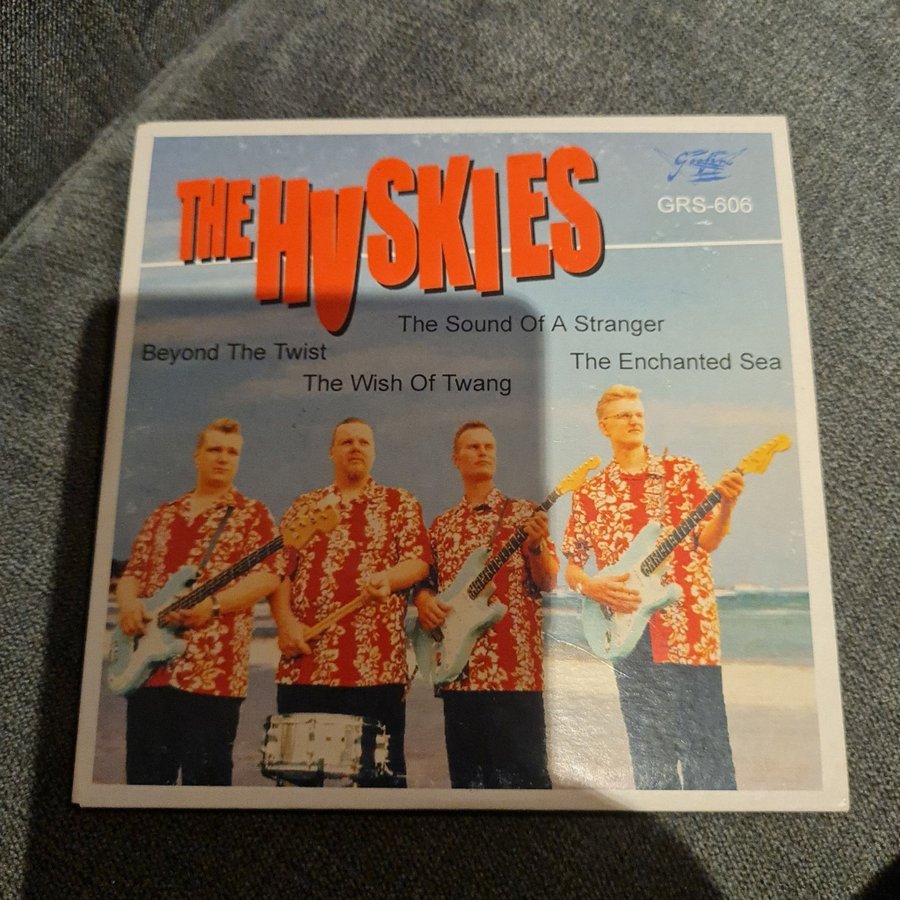 THE HUSKIES
GRS-606
The Sound Of A Stranger
Beyond The Twist
The Enchanted Sea
The Wish Of Twang